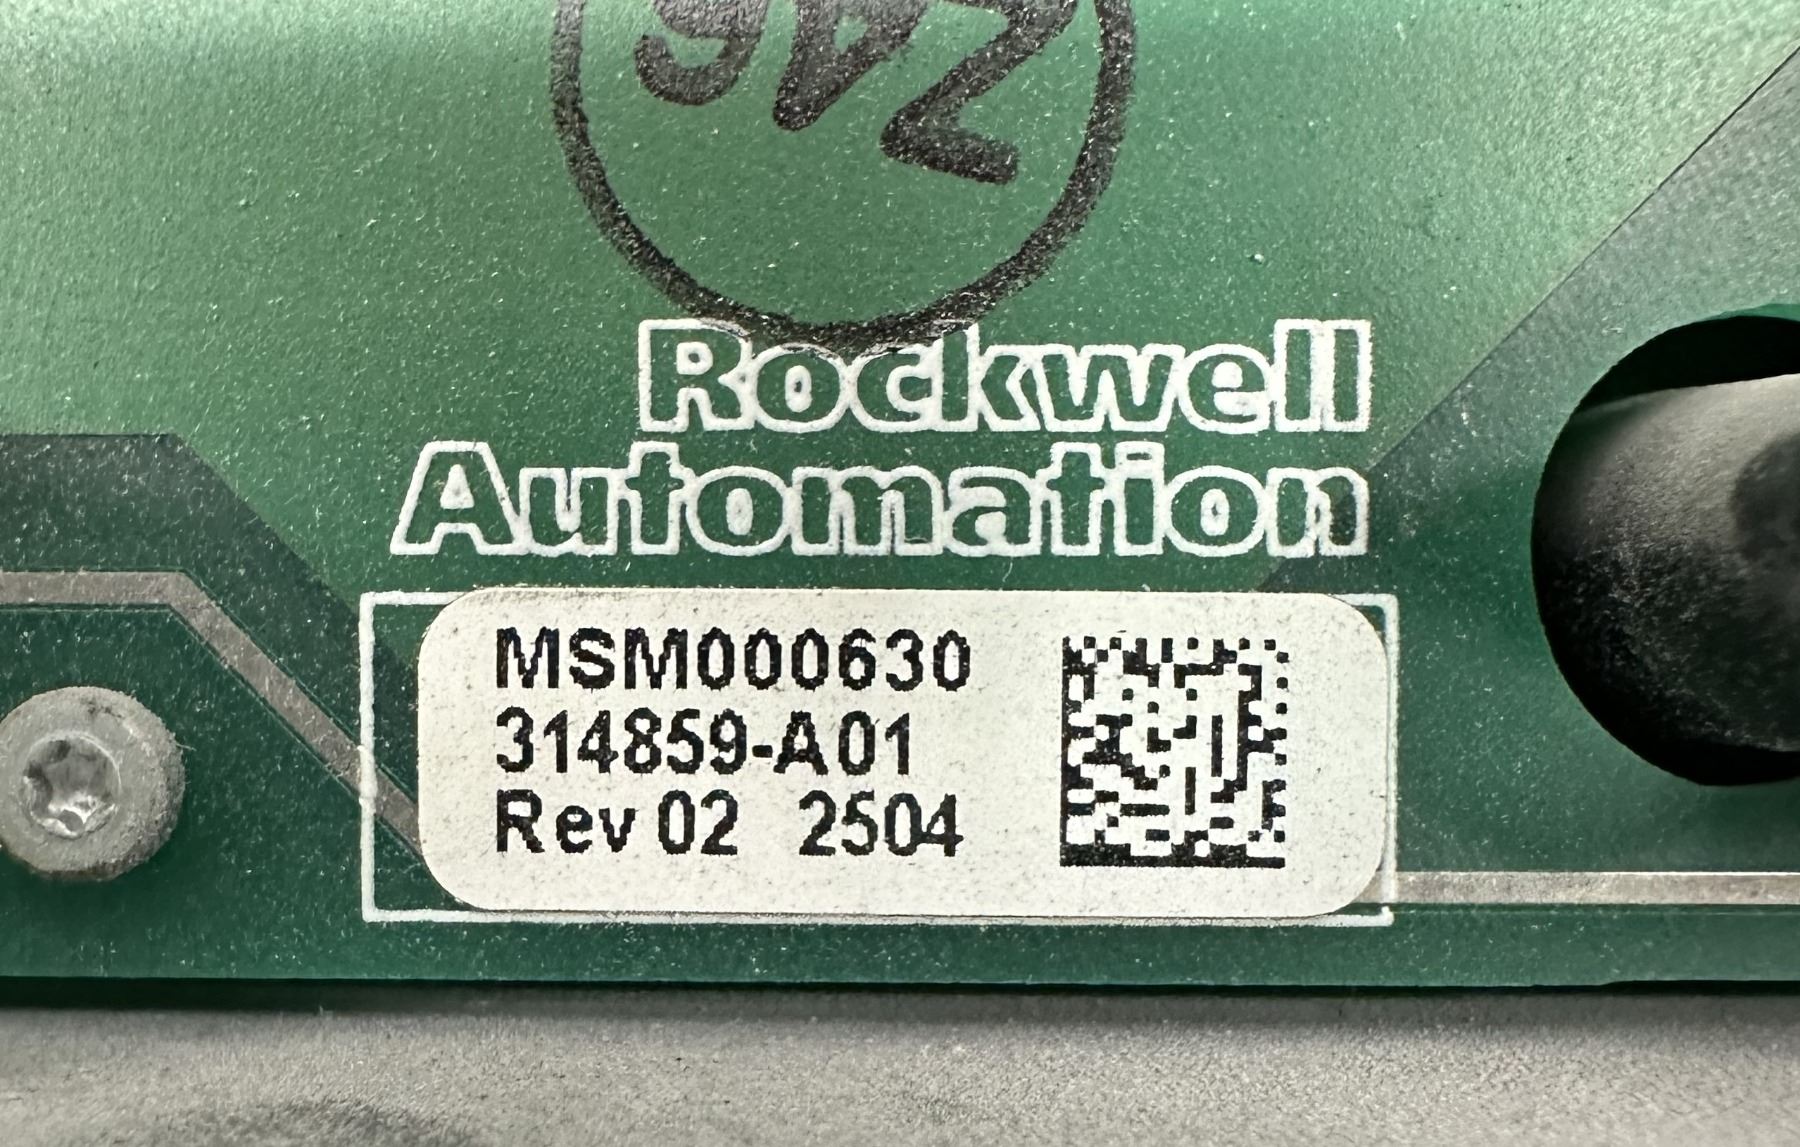 Rockwell
Automation
MSM000630
314859-A01
Rev 02 2504